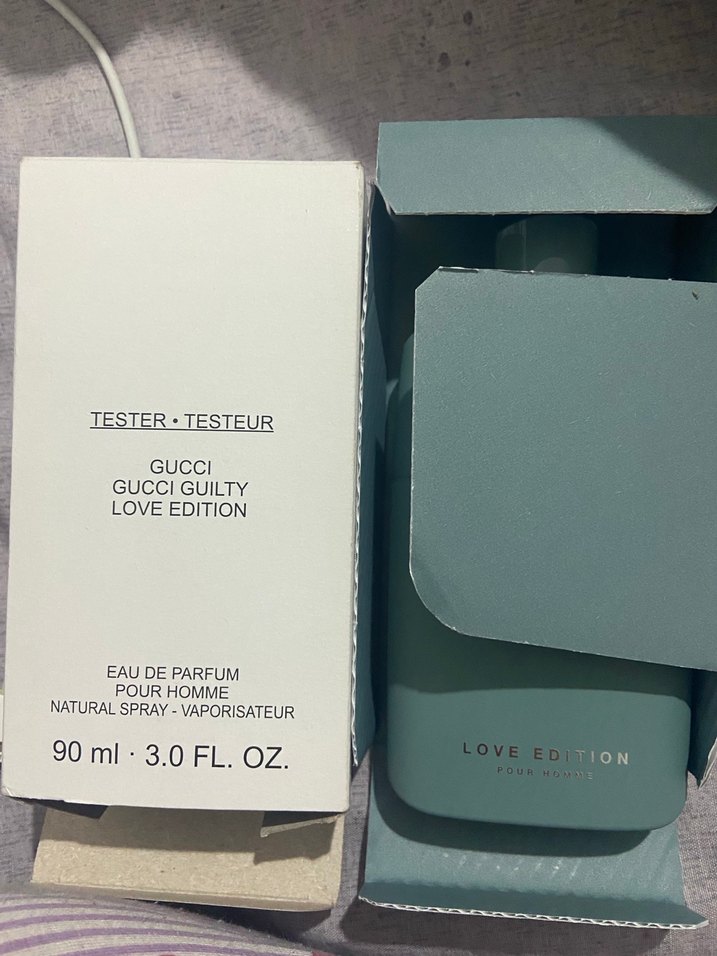 TESTER • TESTEUR
GUCCI
GUCCI GUILTY
LOVE EDITION
EAU DE PARFUM
POUR HOMME
NATURAL SPRAY - VAPORISATEUR
90 ml · 3.0 FL. OZ.
LOVE EDITION
POUR HOMME